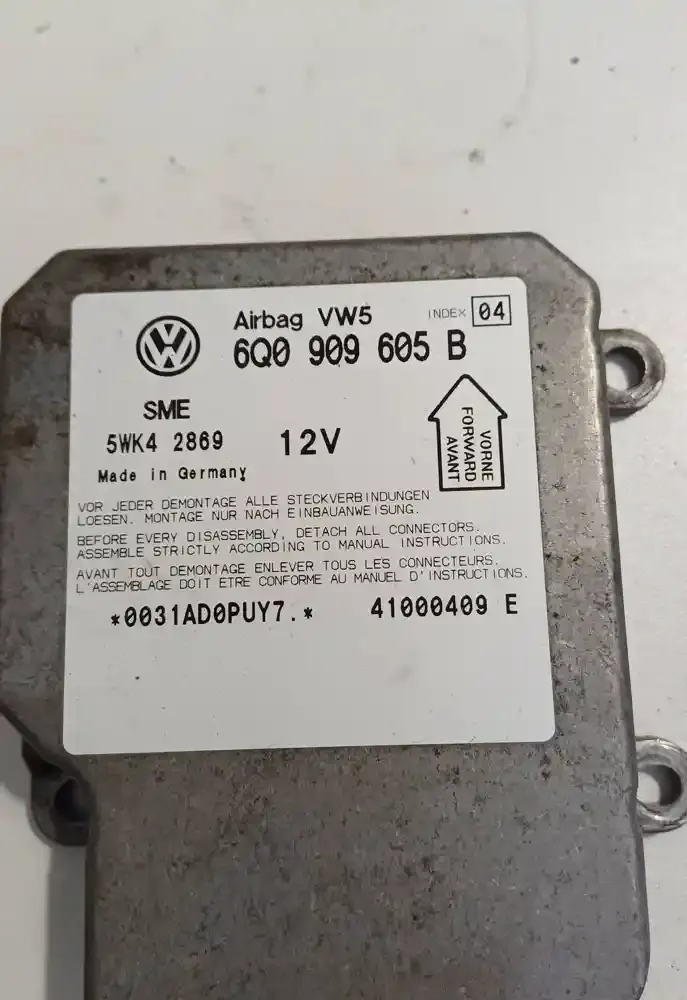 Airbag VW5 INDEX 04
6Q0 909 605 B
SME
5WK4 2869 12V
Made in Germany
VORNE
FORWARD
AVANT
VOR JEDER DEMONTAGE ALLE STECKVERBINDUNGEN
LOESEN. MONTAGE NUR NACH EINBAUANWEISUNG.
BEFORE EVERY DISASSEMBLY, DETACH ALL CONNECTORS.
ASSEMBLE STRICTLY ACCORDING TO MANUAL INSTRUCTIONS.
AVANT TOUT DEMONTAGE ENLEVER TOUS LES CONNECTEURS.
L'ASSEMBLAGE DOIT ETRE CONFORME AU MANUEL D'INSTRUCTIONS.
*0031AD0PUY7.* 41000409 E